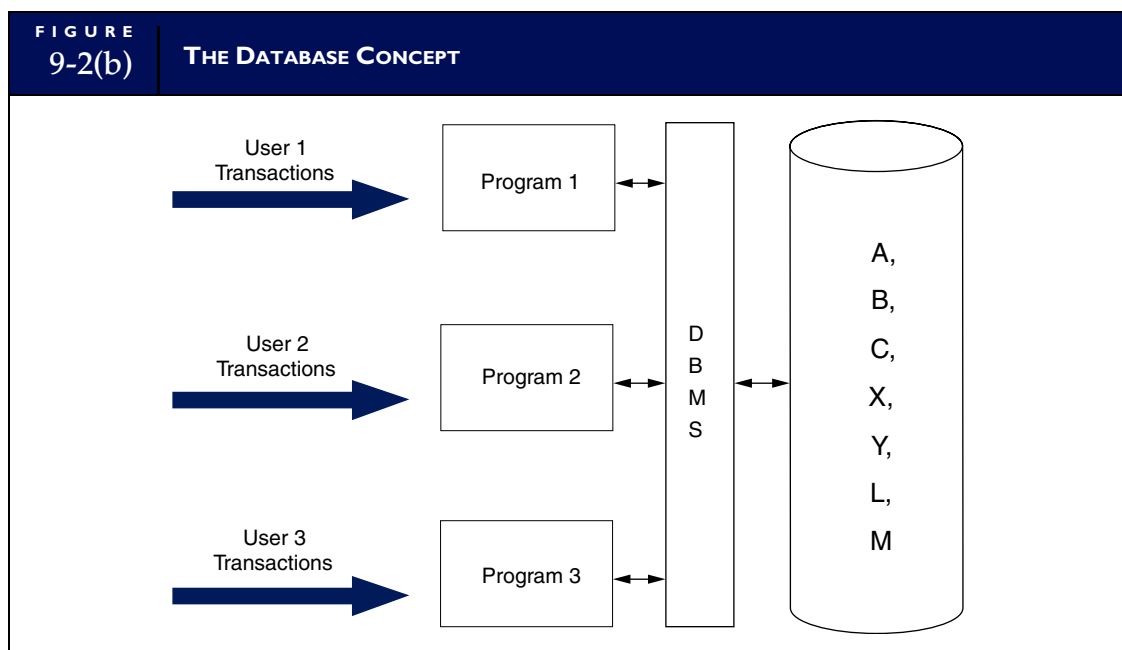 FIGURE
9-2(b)
THE DATABASE CONCEPT
User 1
Transactions
Program 1
User 2
Transactions
Program 2
User 3
Transactions
Program 3
D
B
M
S
A,
B,
C,
X,
Y,
L,
M